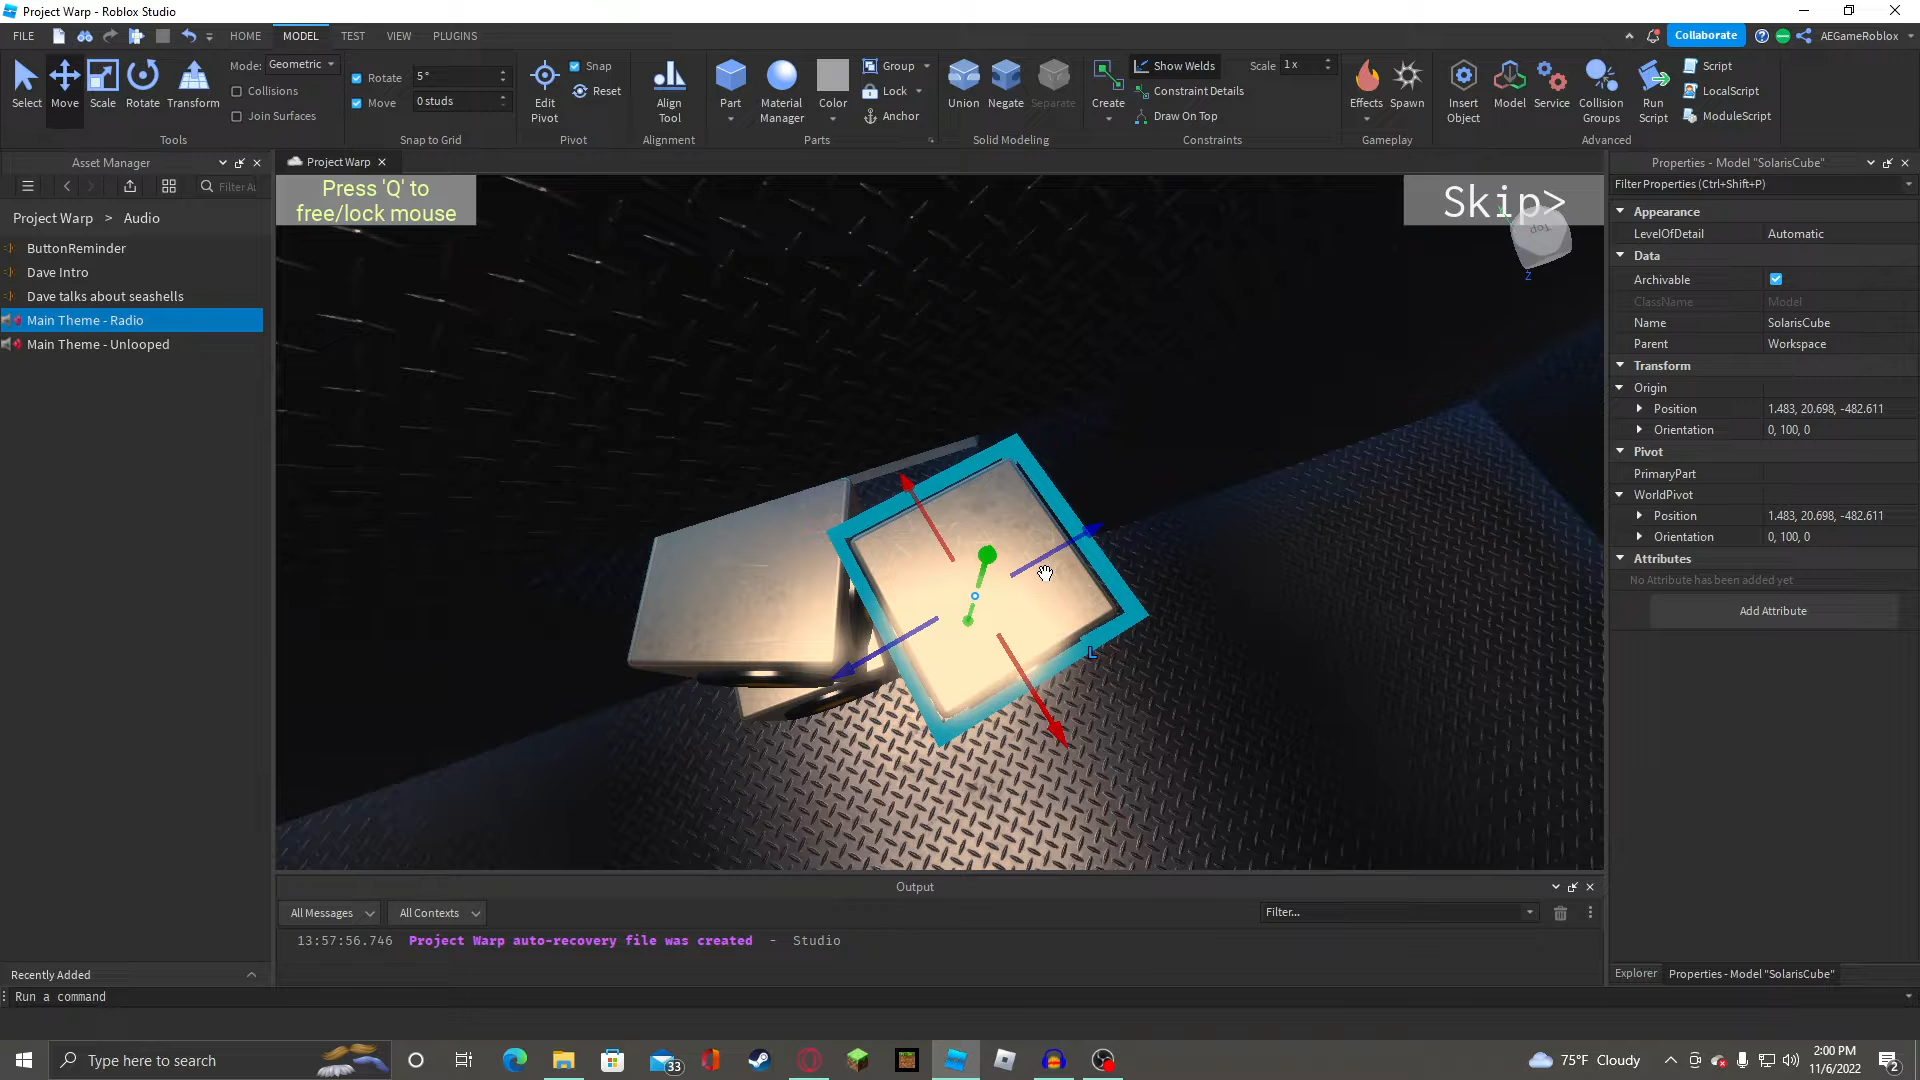 Project Warp - Roblox Studio
FILE
HOME
MODEL
TEST
VIEW
PLUGINS
Collaborate
AEGameRoblox
Select
Move
Scale
Rotate
Transform
Mode:
Geometric
Collisions
Join Surfaces
Tools
Rotate
5°
Move
0 studs
Snap to Grid
Edit
Pivot
Snap
Reset
Pivot
Align
Tool
Alignment
Part
Material
Manager
Color
Group
Lock
Anchor
Parts
Union
Negate
Separate
Solid Modeling
Create
Show Welds
Scale
1 x
Constraint Details
Draw On Top
Constraints
Effects
Spawn
Gameplay
Insert
Object
Model
Service
Collision
Groups
Run
Script
Script
LocalScript
ModuleScript
Advanced
Asset Manager
Project Warp
Properties - Model "SolarisCube"
Filter Properties (Ctrl+Shift+P)
Project Warp > Audio
ButtonReminder
Dave Intro
Dave talks about seashells
Main Theme - Radio
Main Theme - Unlooped
Press 'Q' to
free/lock mouse
Skip>
Top
Z
L
Appearance
LevelOfDetail
Automatic
Data
Archivable
ClassName
Model
Name
SolarisCube
Parent
Workspace
Transform
Origin
Position
1.483, 20.698, -482.611
Orientation
0, 100, 0
Pivot
PrimaryPart
WorldPivot
Position
1.483, 20.698, -482.611
Orientation
0, 100, 0
Attributes
No Attribute has been added yet
Add Attribute
Output
All Messages
All Contexts
Filter...
13:57:56.746 Project Warp auto-recovery file was created - Studio
Recently Added
Explorer
Properties - Model "SolarisCube"
Run a command
Type here to search
33
75°F Cloudy
2:00 PM
11/6/2022
2